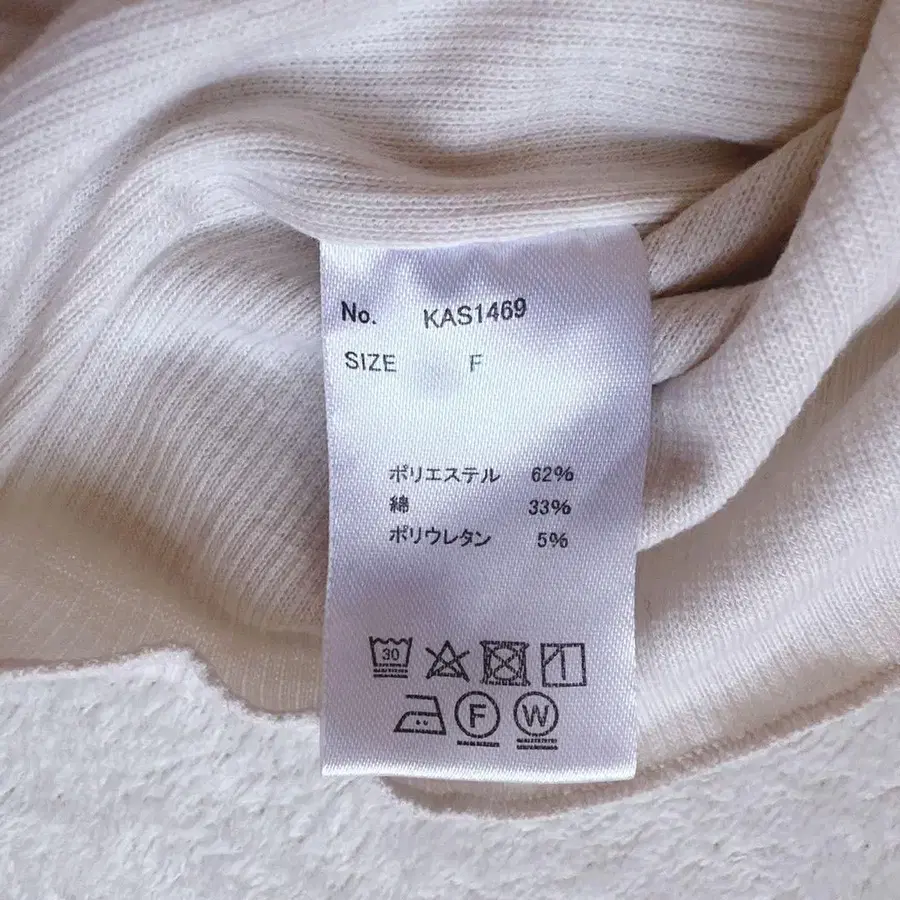 No. KAS1469
SIZE F
ポリエステル 62%
綿 33%
ポリウレタン 5%
30
F W